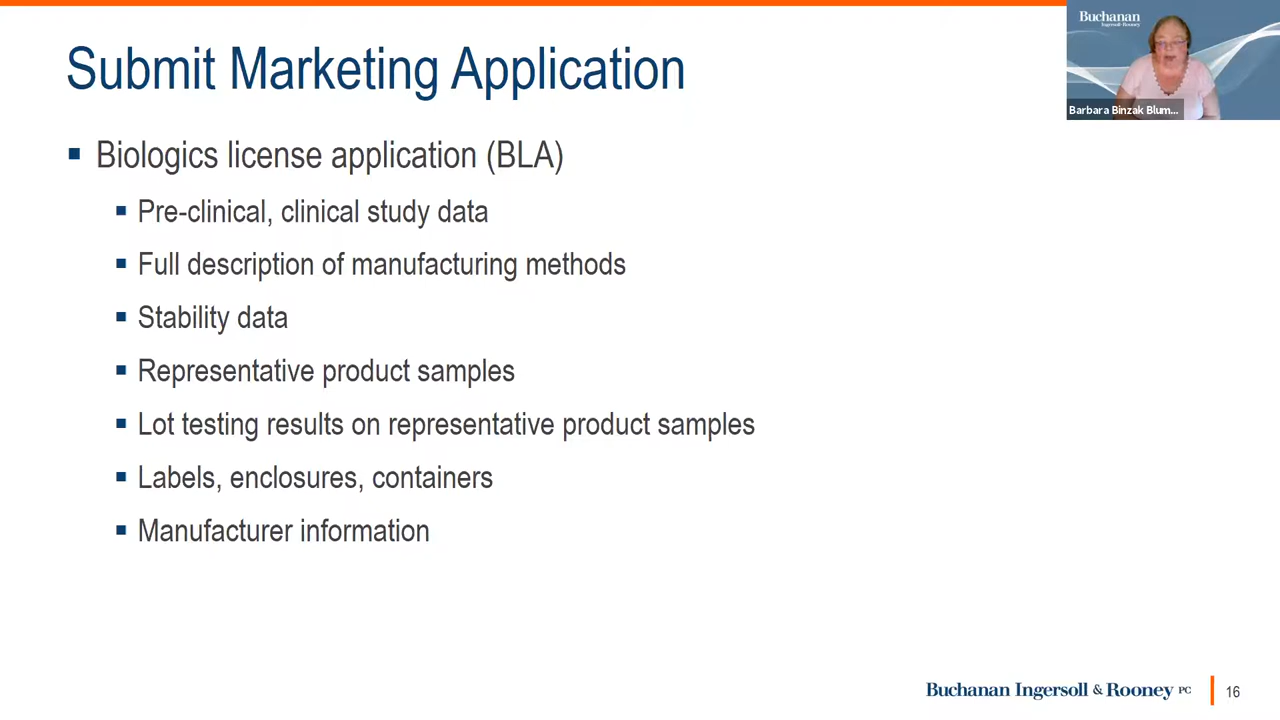 Submit Marketing Application
Buchanan
Ingersoll · Rooney
Barbara Binzak Blum...
▪ Biologics license application (BLA)
▪ Pre-clinical, clinical study data
▪ Full description of manufacturing methods
▪ Stability data
▪ Representative product samples
▪ Lot testing results on representative product samples
▪ Labels, enclosures, containers
▪ Manufacturer information
Buchanan Ingersoll & Rooney PC
16